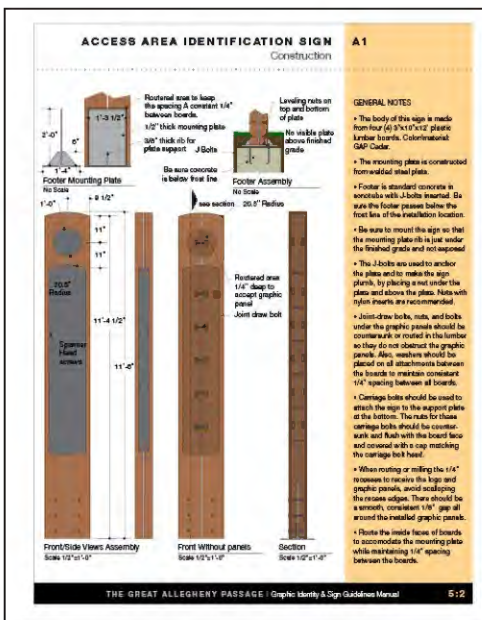 ACCESS AREA IDENTIFICATION SIGN
Construction
A1
Routered area to keep
the spacing A constant 1/4"
between boards.
1/2" thick mounting plate
3/8" thick rib for
plate support
J-Bolts
Be sure concrete
is below frost line.
Leveling nuts on
top and bottom
of plate
No visible plate
above finished
grade
2'-0"
6"
1'-4"
1'-3 1/2"
Footer Mounting Plate
No Scale
Footer Assembly
No Scale
1'-0"
9 1/2"
see section
20.5" Radius
11"
11"
20.5"
Radius
Spanner
Head
screws
11'-4 1/2"
Routered area
1/4" deep to
accept graphic
panel
Joint draw bolt
Front/Side Views Assembly
Scale 1/2"=1'-0"
Front Without panels
Scale 1/2"=1'-0"
Section
Scale 1/2"=1'-0"
GENERAL NOTES
• The body of this sign is made
from four (4) 3"x10"x12' plastic
lumber boards. Color/material:
GAP Cedar.
• The mounting plate is constructed
from welded steel plate.
• Footer is standard concrete in
sonotube with J-bolts inserted. Be
sure the footer passes below the
frost line of the installation location.
• Be sure to mount the sign so that
the mounting plate rib is just under
the finished grade and not exposed
• The J-bolts are used to anchor
the plate and to make the sign
plumb, by placing a nut under the
plate and above the plate. Nuts with
nylon inserts are recommended.
• Joint-draw bolts, nuts, and bolts
under the graphic panels should be
countersunk or routed in the lumber
so they do not obstruct the graphic
panels. Also, washers should be
placed on all attachments between
the boards to maintain consistent
1/4" spacing between all boards.
• Carriage bolts should be used to
attach the sign to the support plate
at the bottom. The nuts for these
carriage bolts should be counter-
sunk and flush with the board face
and covered with a cap matching
the carriage bolt head.
• When routing or milling the 1/4"
recesses to receive the logo and
graphic panels, avoid scalloping
the recess edges. There should be
a smooth, consistent 1/8" gap all
around the installed graphic panels.
• Route the inside faces of boards
to accomodate the mounting plate
while maintaining 1/4" spacing
between the boards.
THE GREAT ALLEGHENY PASSAGE | Graphic Identity & Sign Guidelines Manual
5:2